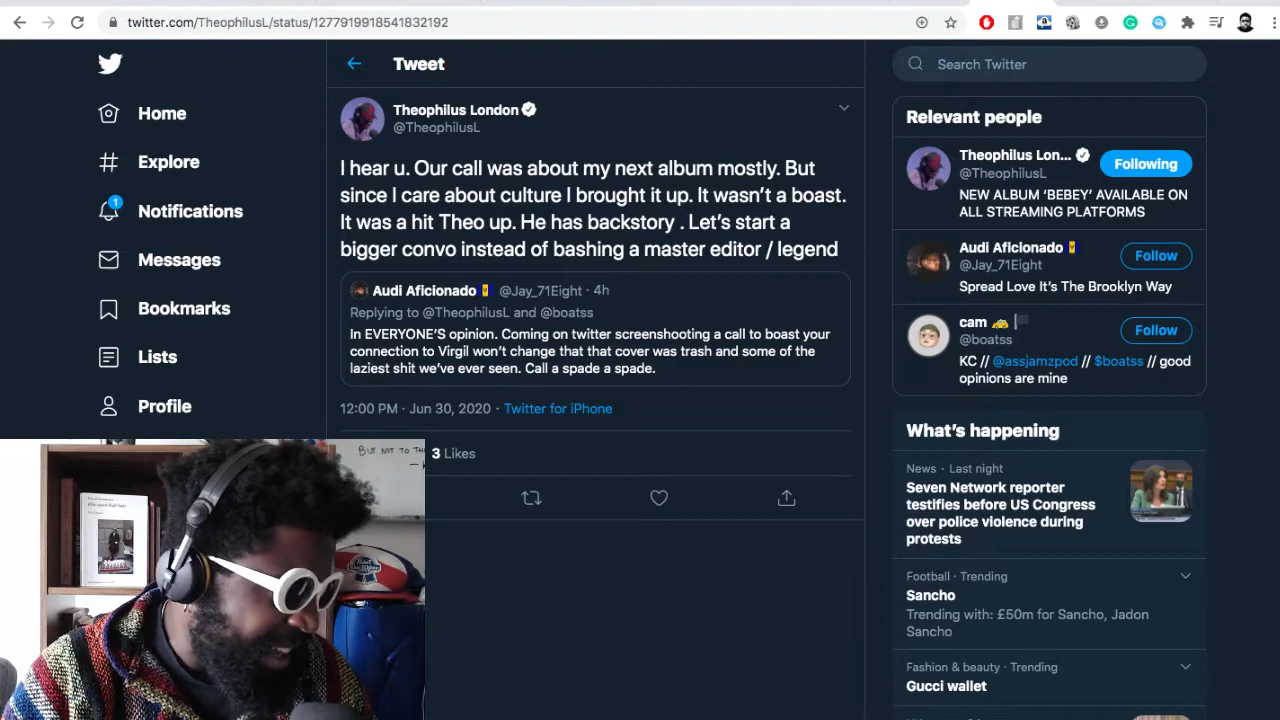 twitter.com/TheophilusL/status/1277919918541832192
Home
Explore
1
Notifications
Messages
Bookmarks
Lists
Profile
Tweet
Theophilus London
@TheophilusL
I hear u. Our call was about my next album mostly. But
since I care about culture I brought it up. It wasn't a boast.
It was a hit Theo up. He has backstory . Let's start a
bigger convo instead of bashing a master editor / legend
Audi Aficionado @Jay_71Eight · 4h
Replying to @TheophilusL and @boatss
In EVERYONE'S opinion. Coming on twitter screenshooting a call to boast your
connection to Virgil won't change that that cover was trash and some of the
laziest shit we've ever seen. Call a spade a spade.
12:00 PM · Jun 30, 2020 · Twitter for iPhone
3 Likes
Search Twitter
Relevant people
Theophilus Lon...
Following
@TheophilusL
NEW ALBUM 'BEBEY' AVAILABLE ON
ALL STREAMING PLATFORMS
Audi Aficionado
Follow
@Jay_71Eight
Spread Love It's The Brooklyn Way
cam
Follow
@boatss
KC // @assjamzpod // $boatss // good
opinions are mine
What's happening
News · Last night
Seven Network reporter
testifies before US Congress
over police violence during
protests
Football · Trending
Sancho
Trending with: £50m for Sancho, Jadon
Sancho
Fashion & beauty · Trending
Gucci wallet
BUT NOT TO TH